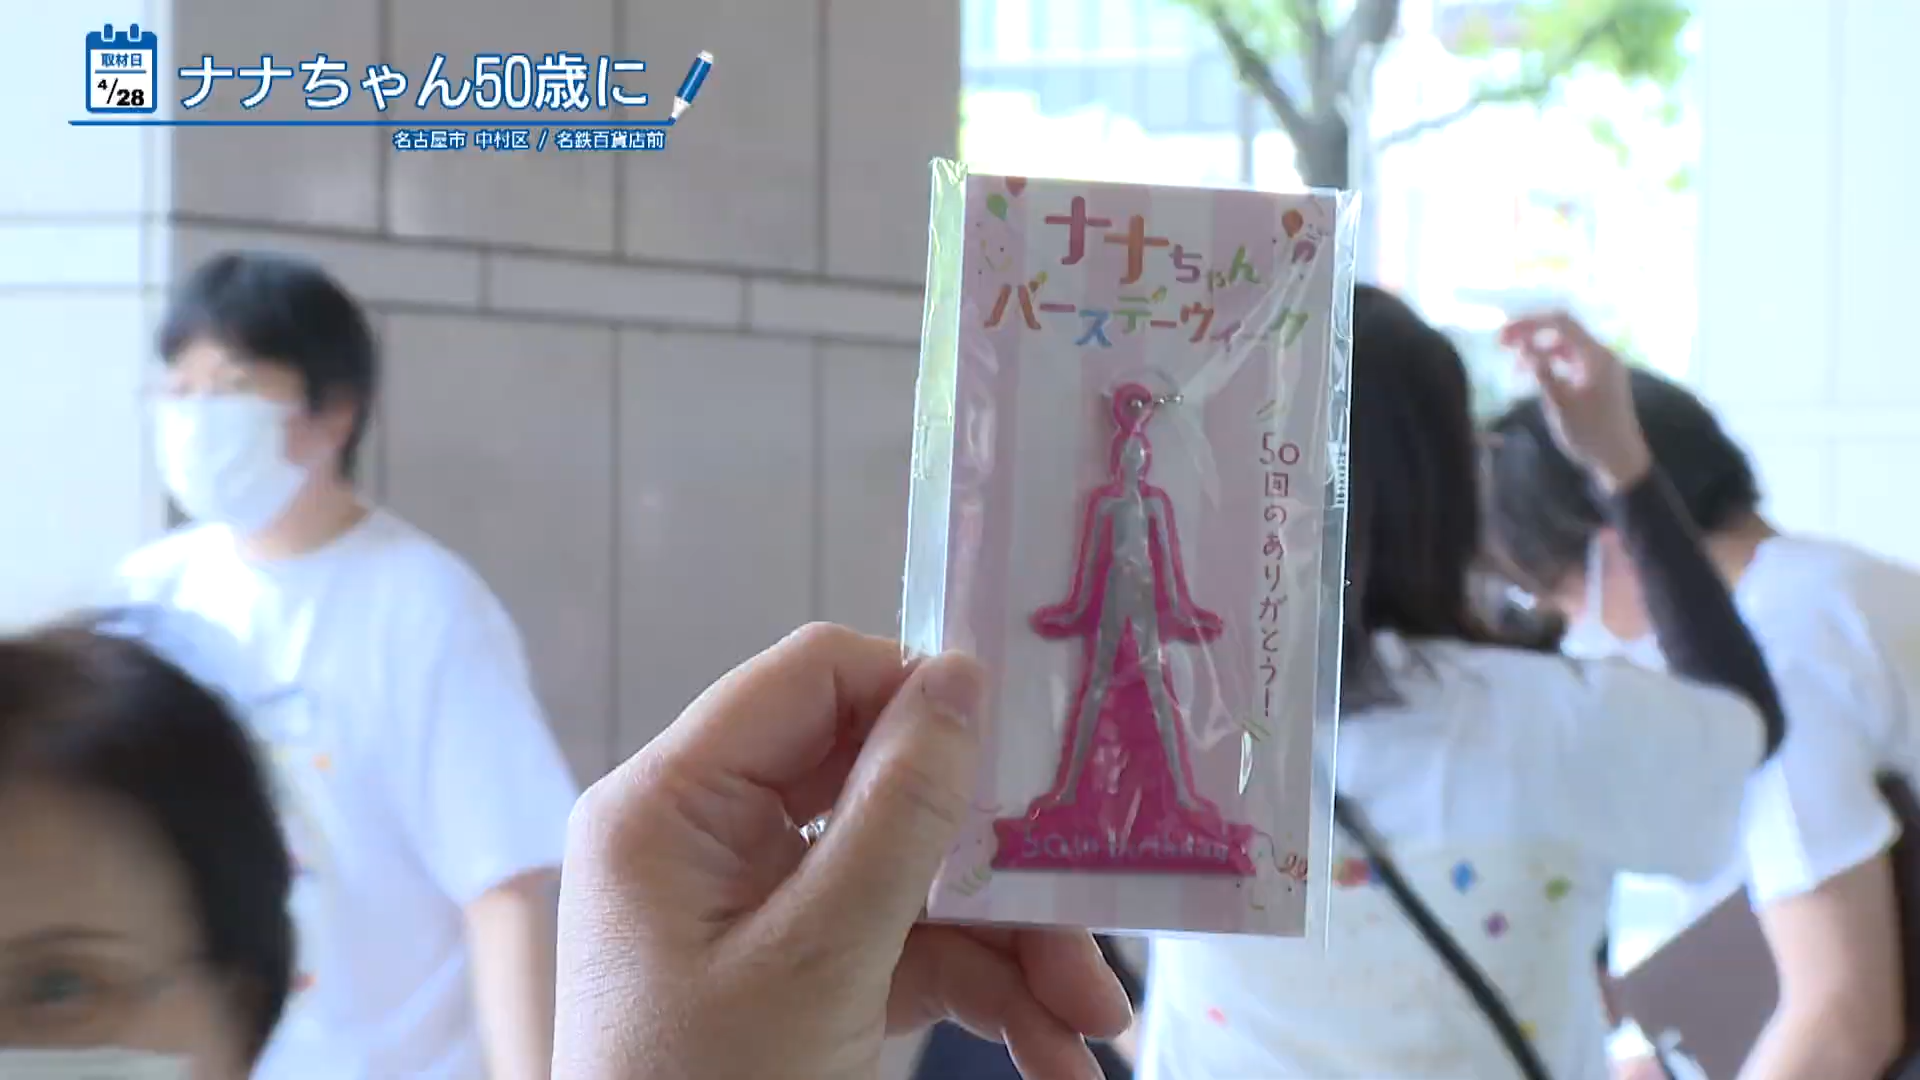 取材日
4/28
ナナちゃん50歳に
名古屋市 中村区 / 名鉄百貨店前
ナナちゃん
バースデーウィーク
50回のありがとう!
50th birthday